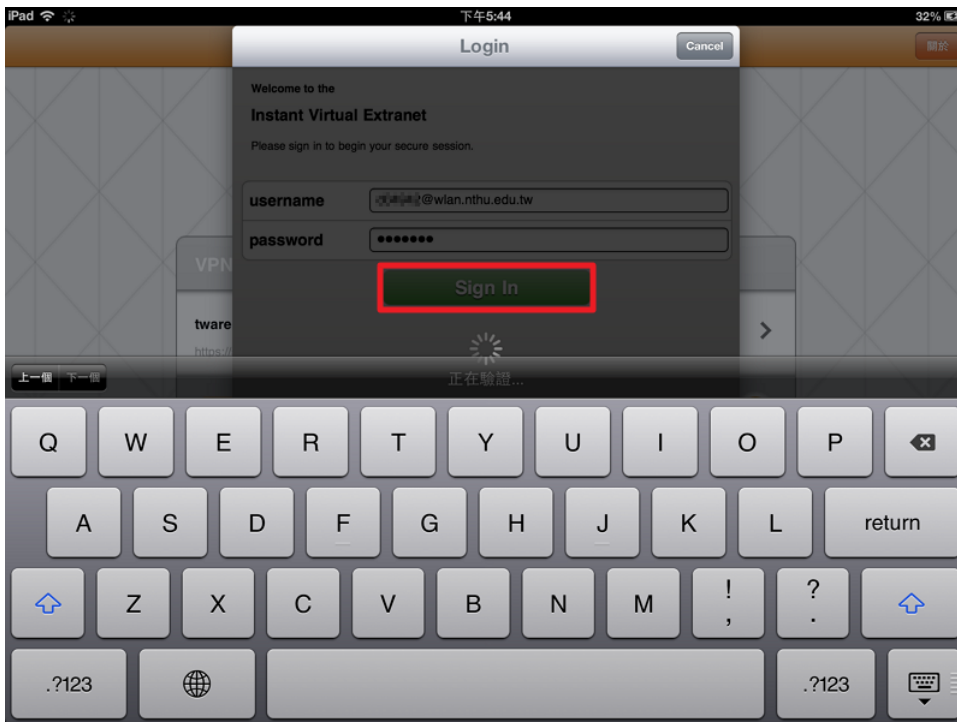 iPad 下午5:44 32%
Login Cancel 關於
Welcome to the
Instant Virtual Extranet
Please sign in to begin your secure session.
username @wlan.nthu.edu.tw
password •••••••
VPN
Sign In
tware
https://
上一個 下一個
正在驗證...
Q W E R T Y U I O P
A S D F G H J K L return
Z X C V B N M ! , ? .
.?123 .?123